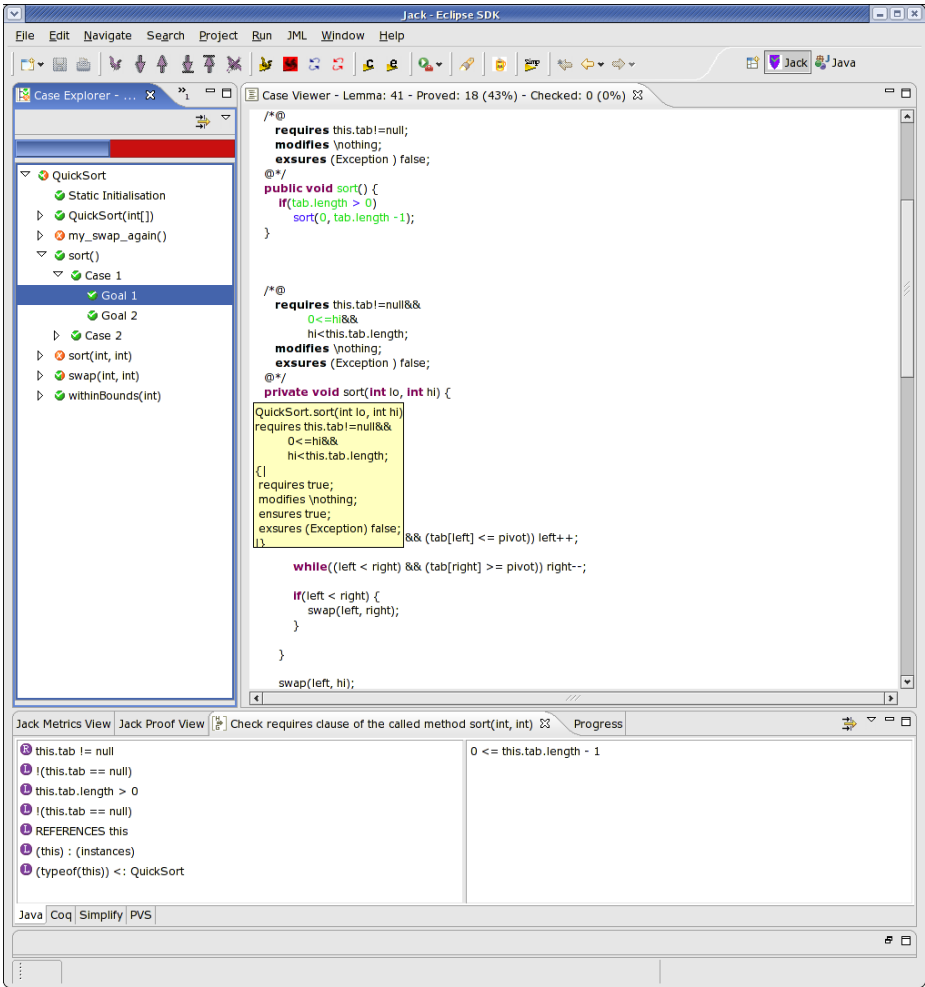 Jack - Eclipse SDK
File Edit Navigate Search Project Run JML Window Help
Jack Java
Case Explorer - ... »1
Case Viewer - Lemma: 41 - Proved: 18 (43%) - Checked: 0 (0%)
QuickSort
Static Initialisation
QuickSort(int[])
my_swap_again()
sort()
Case 1
Goal 1
Goal 2
Case 2
sort(int, int)
swap(int, int)
withinBounds(int)
/*@
requires this.tab!=null;
modifies \nothing;
exsures (Exception ) false;
@*/
public void sort() {
if(tab.length > 0)
sort(0, tab.length -1);
}
/*@
requires this.tab!=null&&
0<=hi&&
hi<this.tab.length;
modifies \nothing;
exsures (Exception ) false;
@*/
private void sort(int lo, int hi) {
QuickSort.sort(int lo, int hi)
requires this.tab!=null&&
0<=hi&&
hi<this.tab.length;
{|
requires true;
modifies \nothing;
ensures true;
exsures (Exception) false;
|}
&& (tab[left] <= pivot)) left++;
while((left < right) && (tab[right] >= pivot)) right--;
if(left < right) {
swap(left, right);
}
}
swap(left, hi);
Jack Metrics View Jack Proof View Check requires clause of the called method sort(int, int) Progress
R this.tab != null
L !(this.tab == null)
L this.tab.length > 0
L !(this.tab == null)
L REFERENCES this
L (this) : (instances)
L (typeof(this)) <: QuickSort
0 <= this.tab.length - 1
Java Coq Simplify PVS